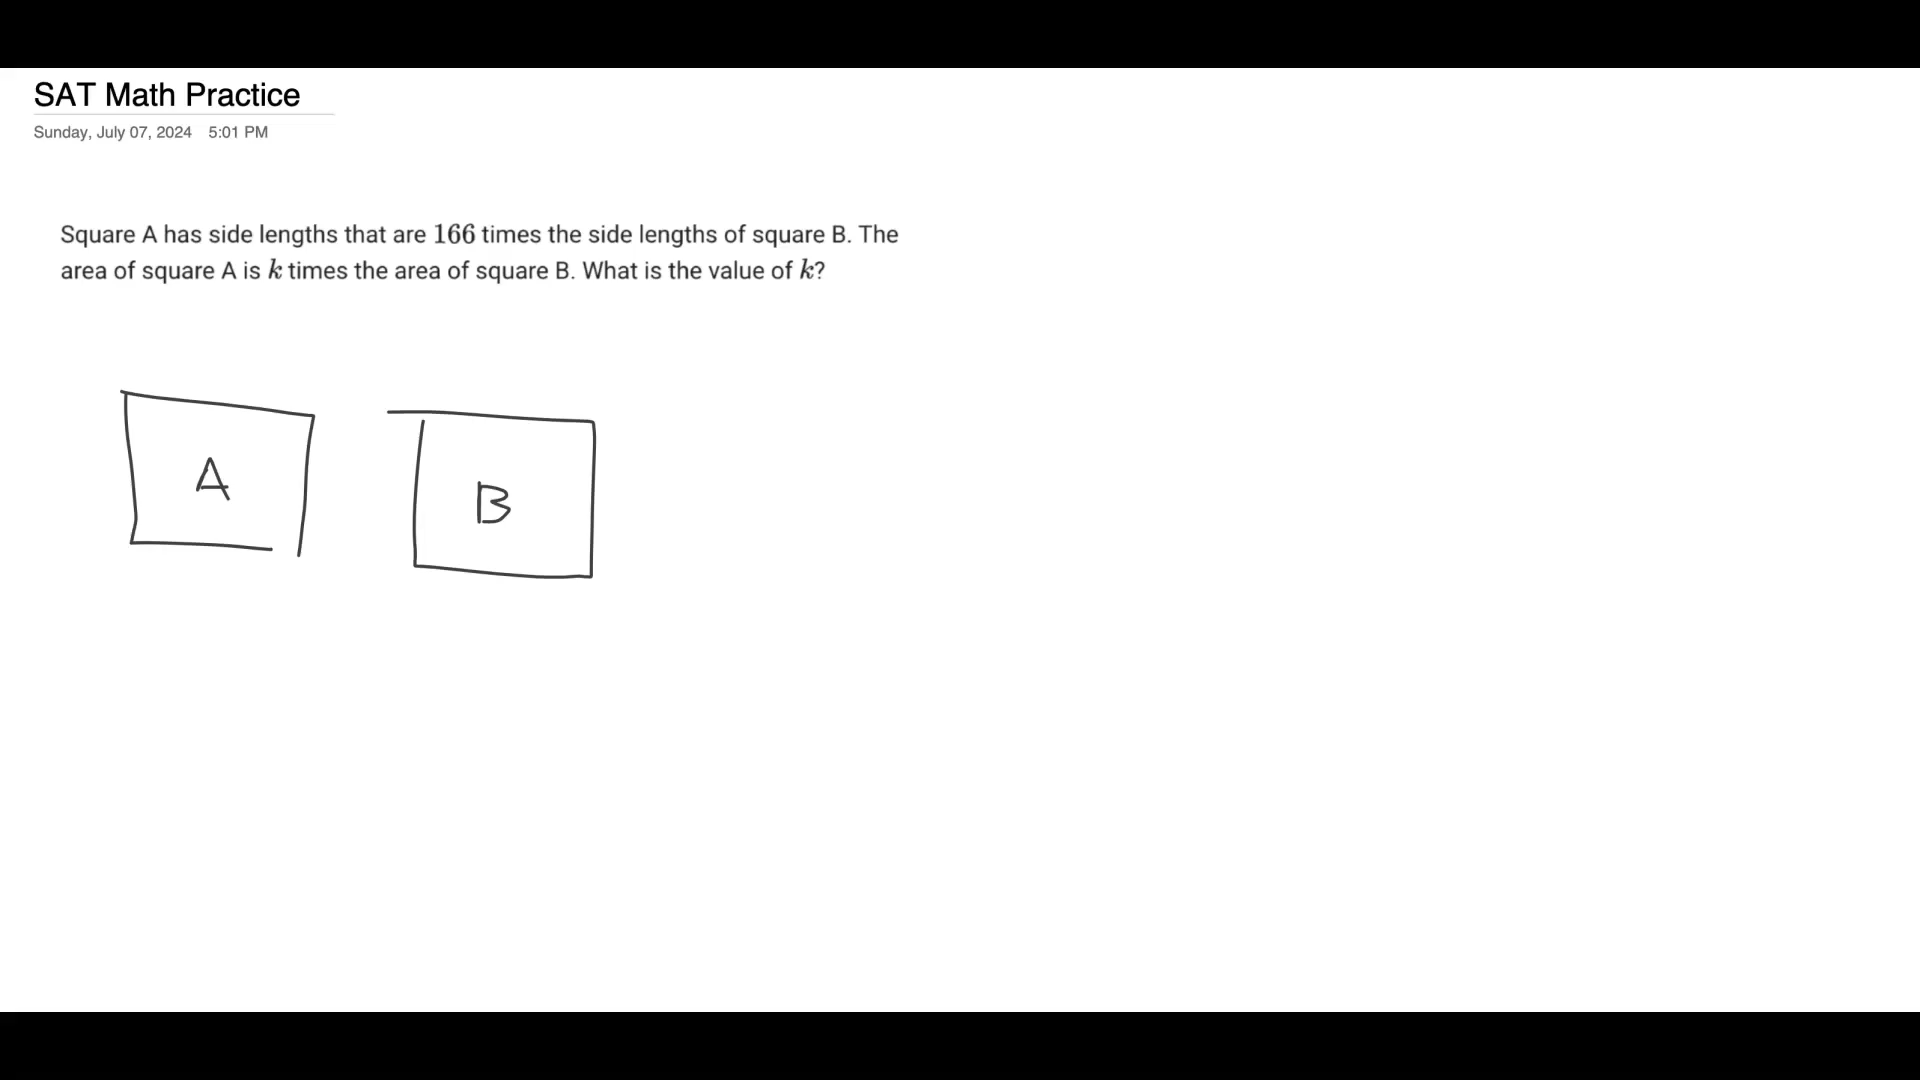 SAT Math Practice
Sunday, July 07, 2024 5:01 PM
Square A has side lengths that are 166 times the side lengths of square B. The
area of square A is k times the area of square B. What is the value of k?
A
B